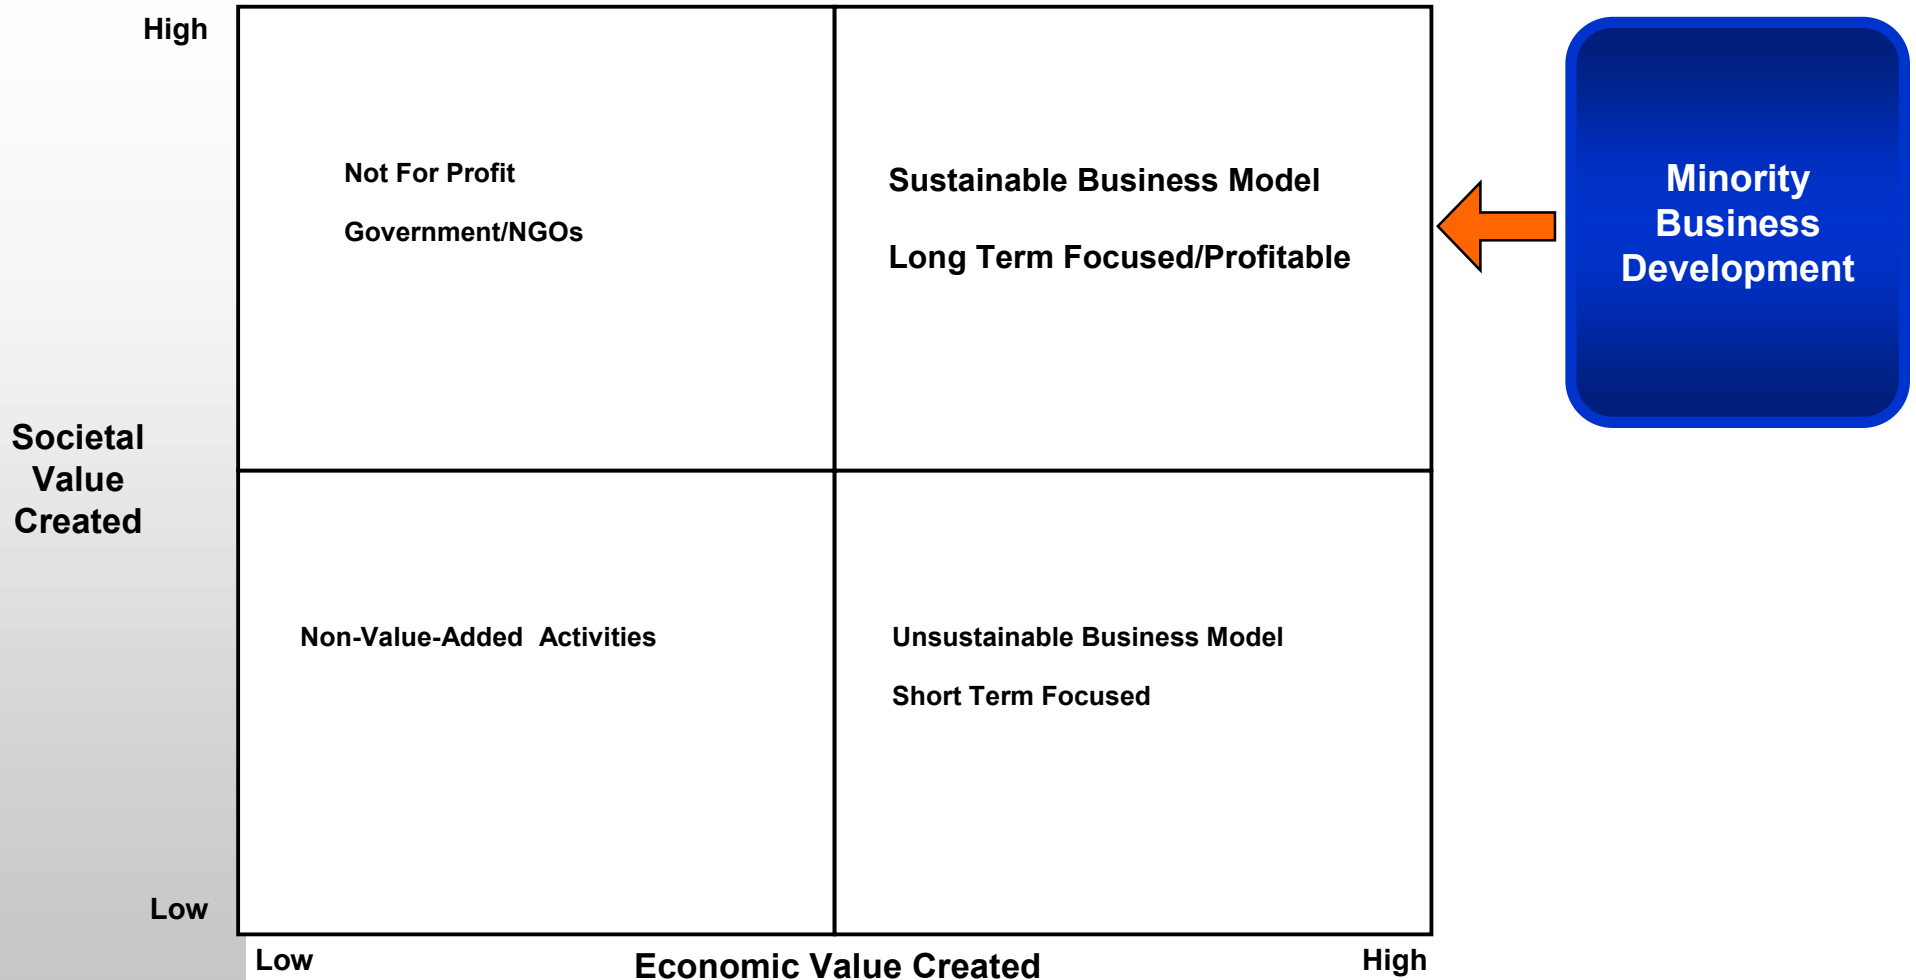 High
Not For Profit
Government/NGOs
Sustainable Business Model
Long Term Focused/Profitable
Minority
Business
Development
Societal
Value
Created
Non-Value-Added  Activities
Unsustainable Business Model
Short Term Focused
Low
Low
Economic Value Created
High